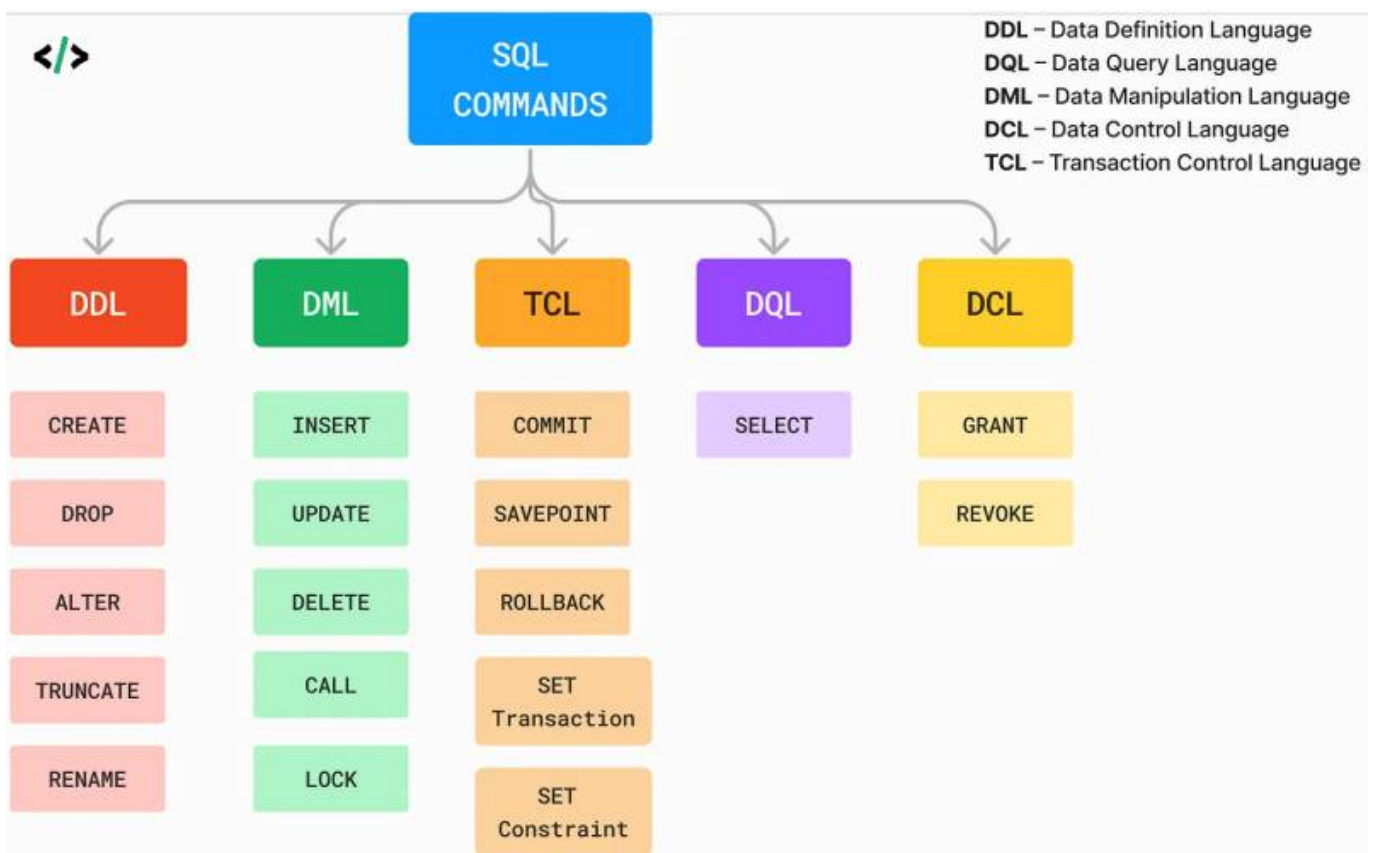 </>
SQL
COMMANDS
DDL – Data Definition Language
DQL – Data Query Language
DML – Data Manipulation Language
DCL – Data Control Language
TCL – Transaction Control Language
DDL
DML
TCL
DQL
DCL
CREATE
INSERT
COMMIT
SELECT
GRANT
DROP
UPDATE
SAVEPOINT
REVOKE
ALTER
DELETE
ROLLBACK
TRUNCATE
CALL
SET
Transaction
RENAME
LOCK
SET
Constraint